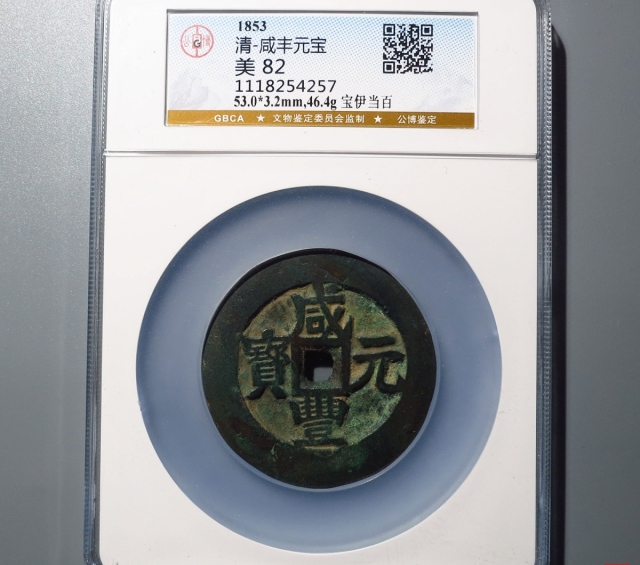 1853
清-咸丰元宝
美 82
1118254257
53.0*3.2mm,46.4g 宝伊当百
GBCA ★ 文物鉴定委员会监制 ★ 公博鉴定
咸
寶 元
豐